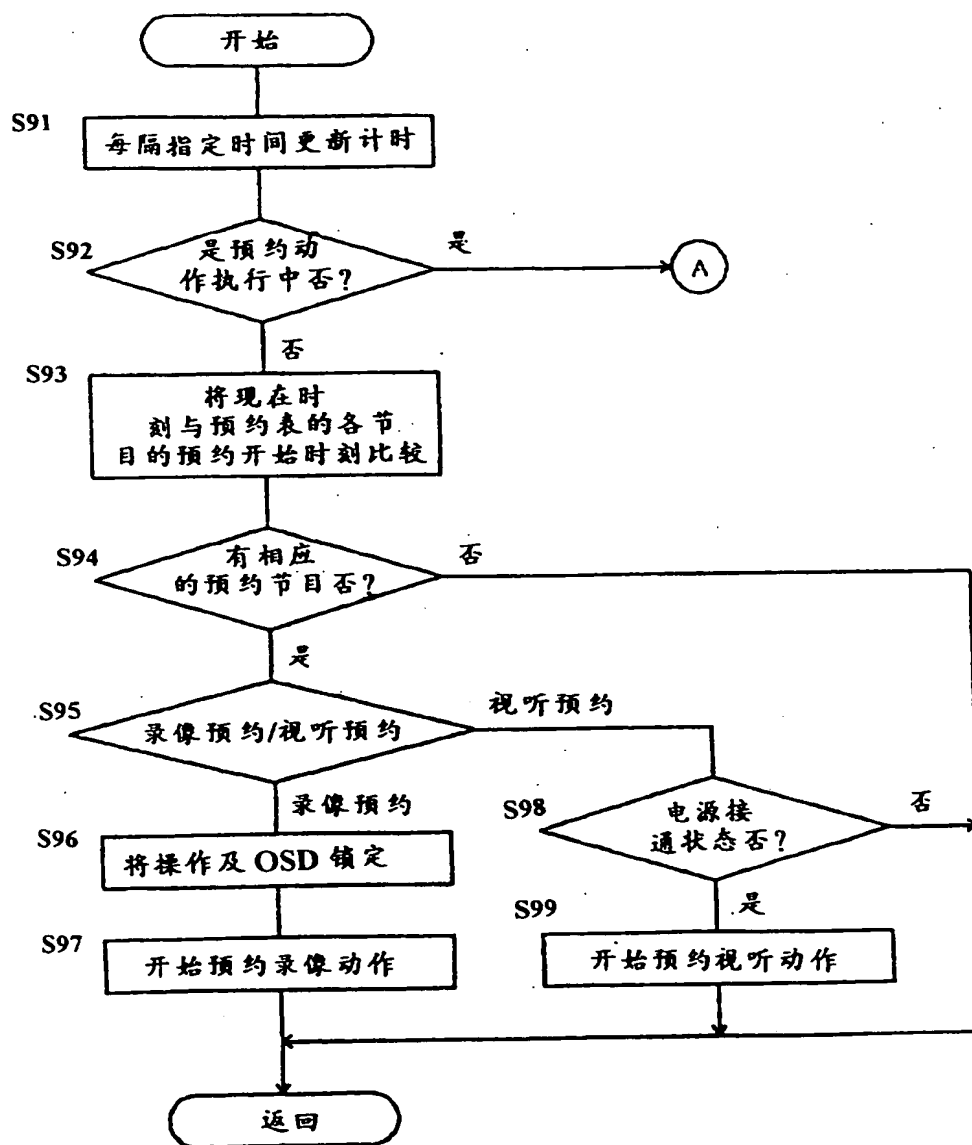 开始
S91
每隔指定时间更新计时
S92
是预约动
作执行中否?
是
A
否
S93
将现在时
刻与预约表的各节
目的预约开始时刻比较
S94
有相应
的预约节目否?
否
是
S95
录像预约/视听预约
视听预约
录像预约
S98
电源接
通状态否?
否
S96
将操作及OSD 锁定
是
S99
S97
开始预约录像动作
开始预约视听动作
返回